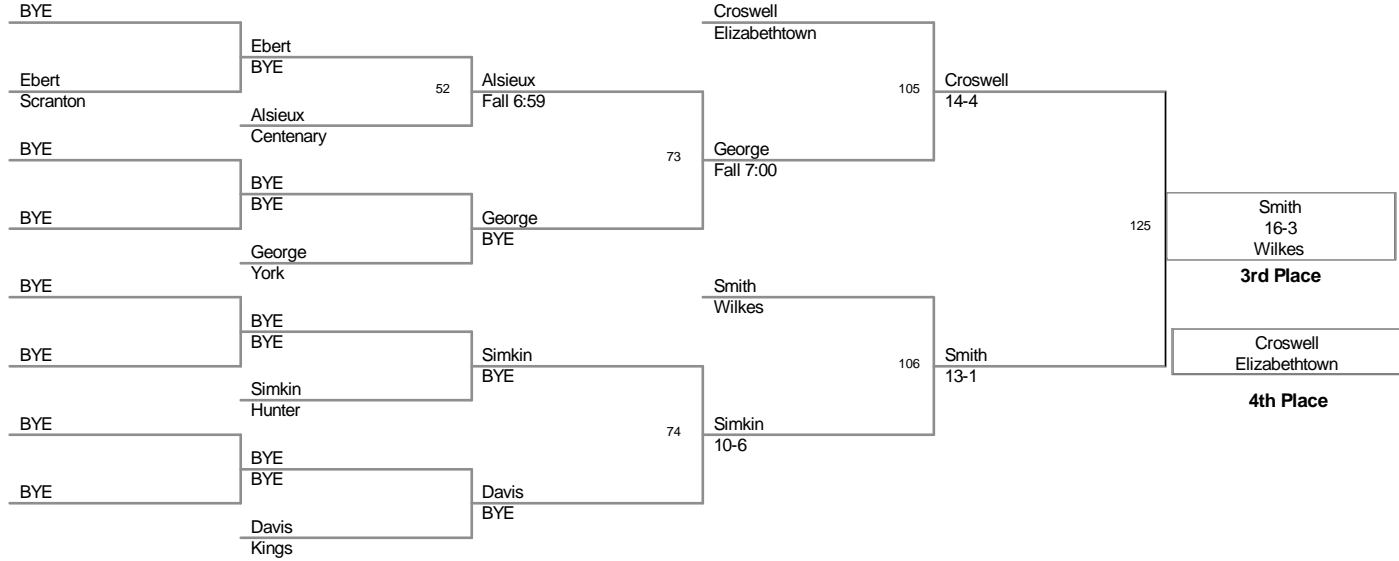 BYE
Ebert
Scranton
BYE
BYE
BYE
BYE
BYE
BYE
Ebert
BYE
Alsieux
Centenary
BYE
BYE
George
York
BYE
BYE
Simkin
Hunter
BYE
BYE
Davis
Kings
52
Alsieux
Fall 6:59
George
BYE
Simkin
BYE
Davis
BYE
73
74
Croswell
Elizabethtown
George
Fall 7:00
Smith
Wilkes
Simkin
10-6
105
106
Croswell
14-4
Smith
13-1
125
Smith
16-3
Wilkes
3rd Place
Croswell
Elizabethtown
4th Place